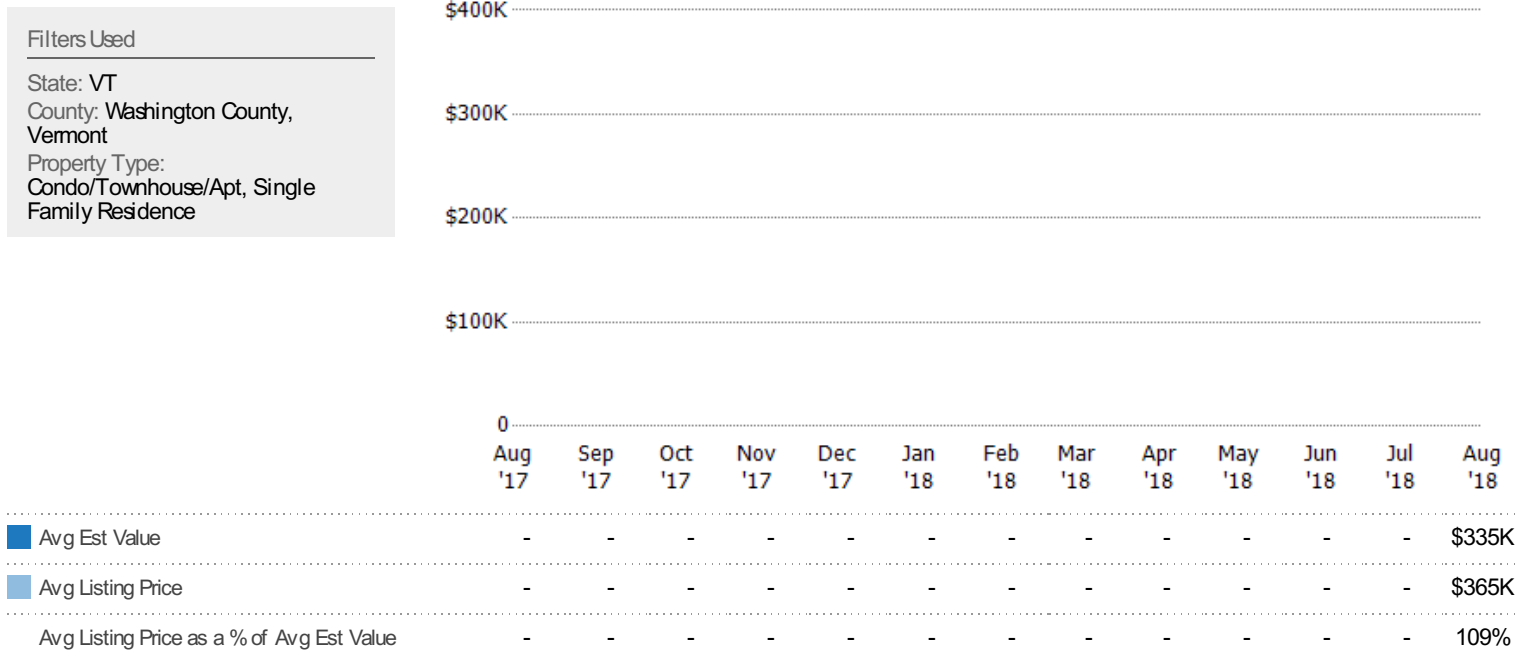 Filters Used
State: VT
County: Washington County,
Vermont
Property Type:
Condo/Townhouse/Apt, Single
Family Residence
$400K
$300K
$200K
$100K
0
Aug Sep Oct Nov Dec Jan Feb Mar Apr May Jun Jul Aug
'17 '17 '17 '17 '17 '18 '18 '18 '18 '18 '18 '18 '18
Avg Est Value - - - - - - - - - - - - $335K
Avg Listing Price - - - - - - - - - - - - $365K
Avg Listing Price as a % of Avg Est Value - - - - - - - - - - - - 109%